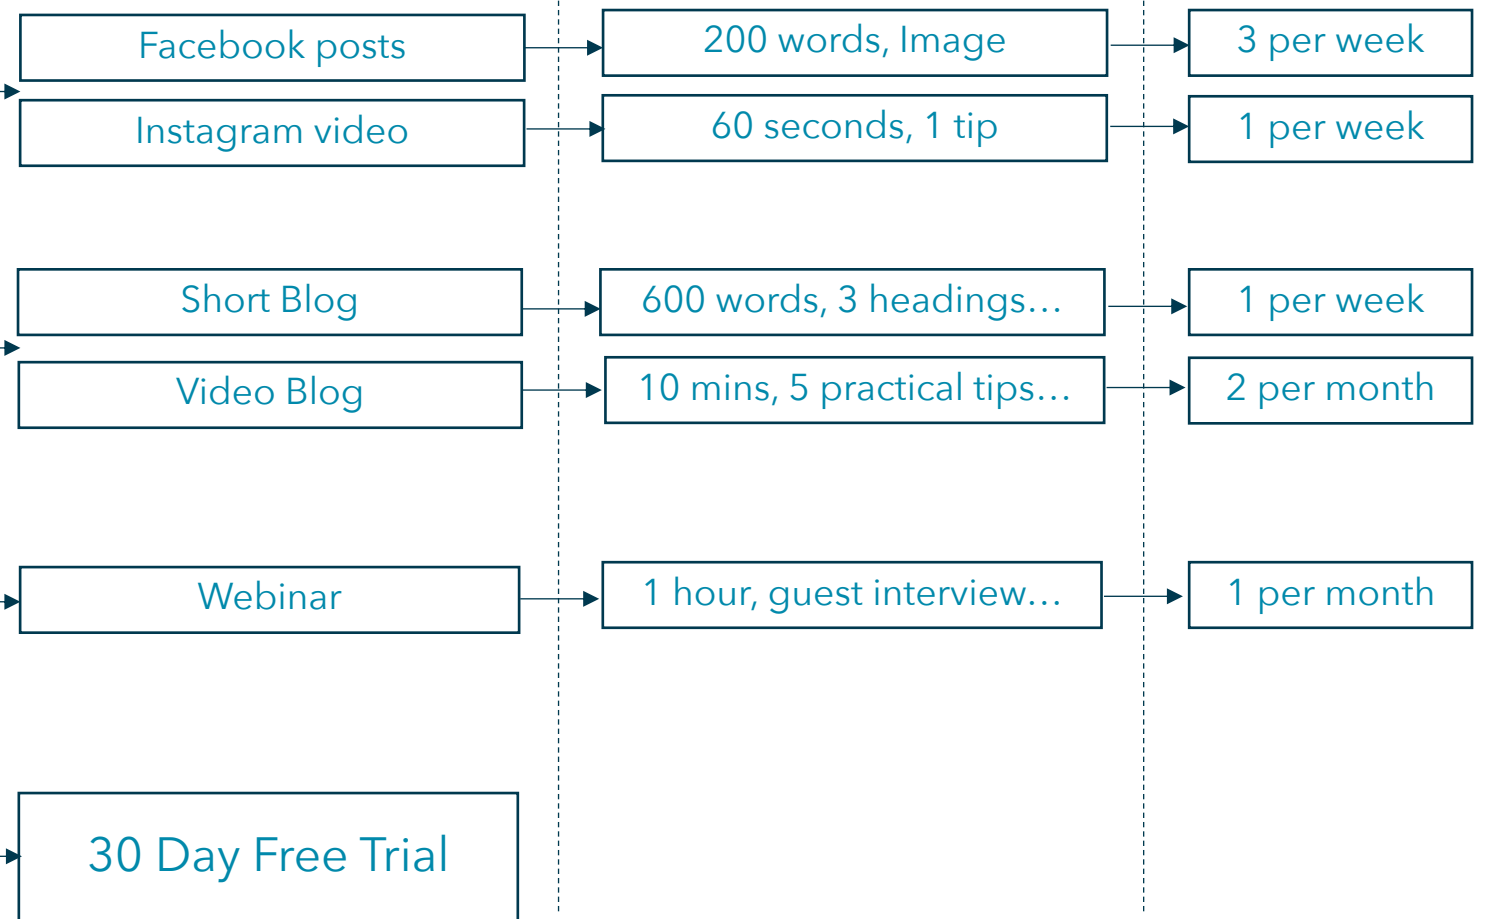 Facebook posts
200 words, Image
3 per week
Instagram video
60 seconds, 1 tip
1 per week
Short Blog
600 words, 3 headings…
1 per week
Video Blog
10 mins, 5 practical tips…
2 per month
Webinar
1 hour, guest interview…
1 per month
30 Day Free Trial